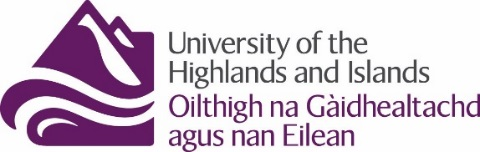 University of the
Highlands and Islands
Oilthigh na Gàidhealtachd
agus nan Eilean